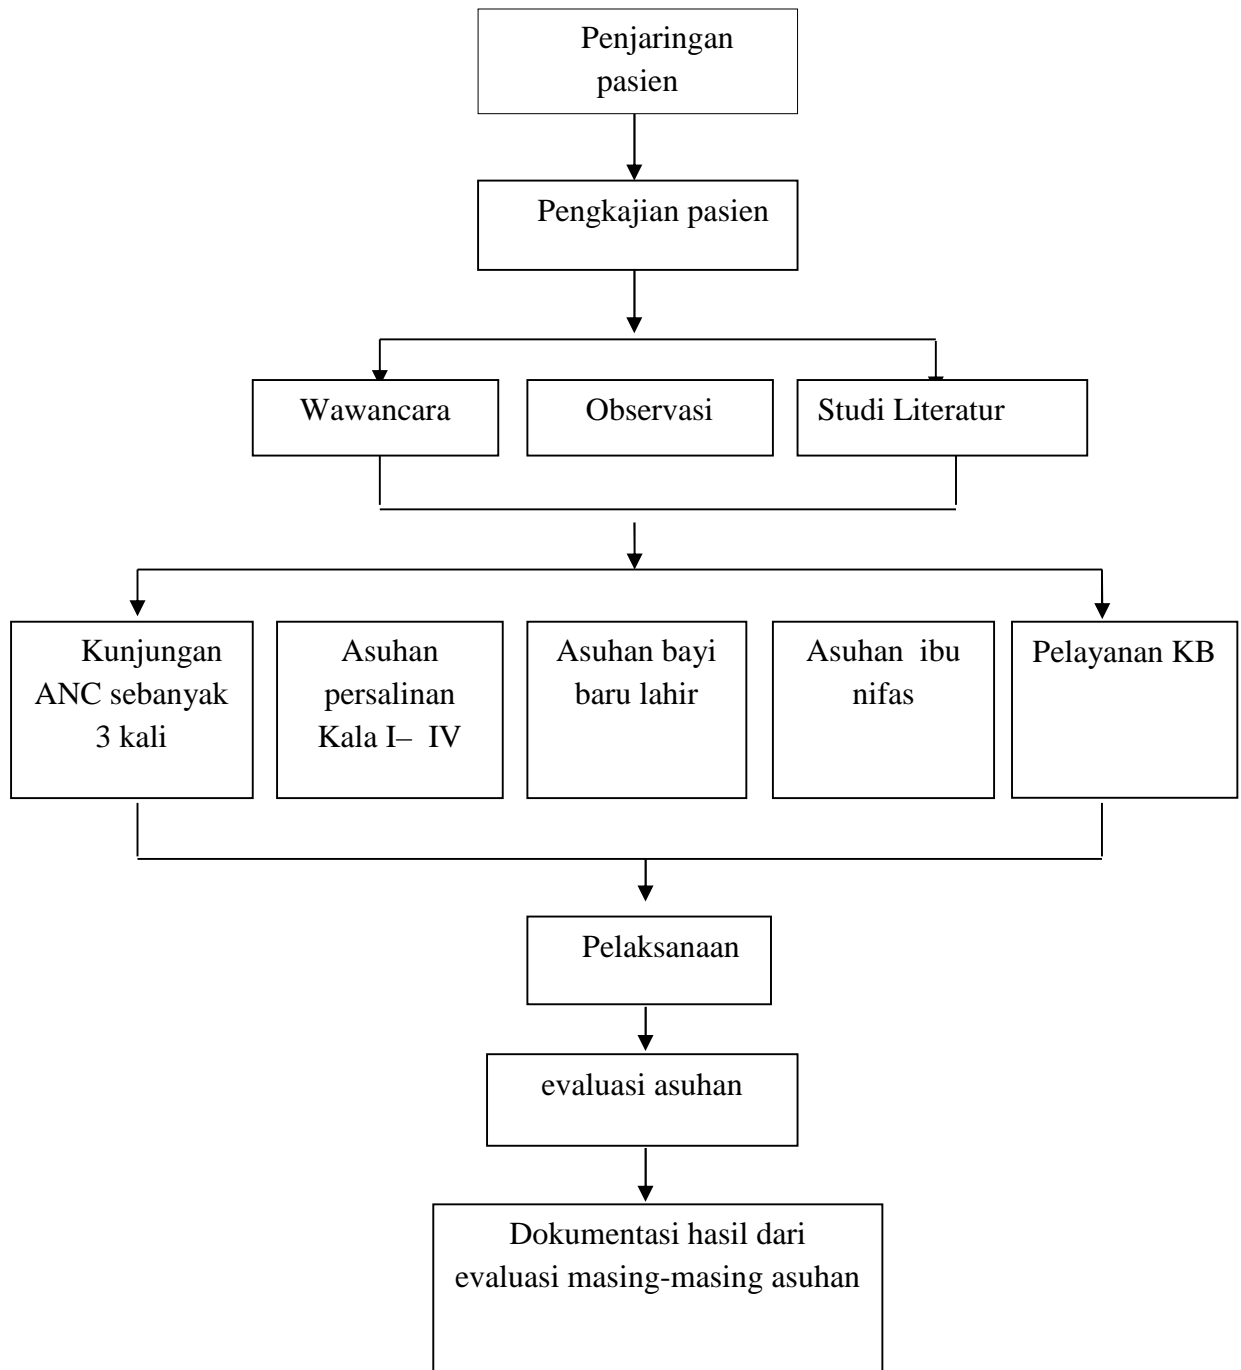 Penjaringan
pasien
Pengkajian pasien
Wawancara
Observasi
Studi Literatur
Kunjungan
ANC sebanyak
3 kali
Asuhan
persalinan
Kala I– IV
Asuhan bayi
baru lahir
Asuhan ibu
nifas
Pelayanan KB
Pelaksanaan
evaluasi asuhan
Dokumentasi hasil dari
evaluasi masing-masing asuhan